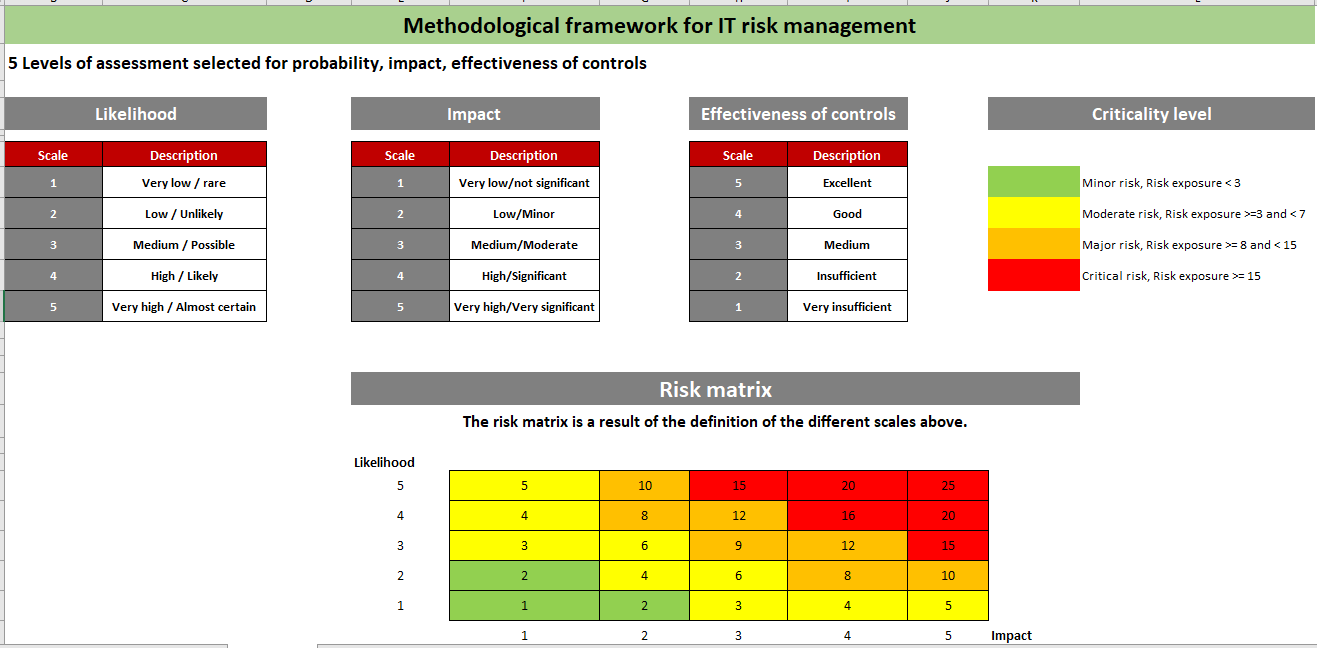 Methodological framework for IT risk management
5 Levels of assessment selected for probability, impact, effectiveness of controls
Likelihood Impact Effectiveness of controls Criticality level
Scale Description Scale Description Scale Description
1 Very low / rare 1 Very low/not significant 5 Excellent Minor risk, Risk exposure < 3
2 Low / Unlikely 2 Low/Minor 4 Good Moderate risk, Risk exposure >=3 and < 7
3 Medium / Possible 3 Medium/Moderate 3 Medium Major risk, Risk exposure >= 8 and < 15
4 High / Likely 4 High/Significant 2 Insufficient Critical risk, Risk exposure >= 15
5 Very high / Almost certain 5 Very high/Very significant 1 Very insufficient
Risk matrix
The risk matrix is a result of the definition of the different scales above.
Likelihood
5 5 10 15 20 25
4 4 8 12 16 20
3 3 6 9 12 15
2 2 4 6 8 10
1 1 2 3 4 5
1 2 3 4 5 Impact